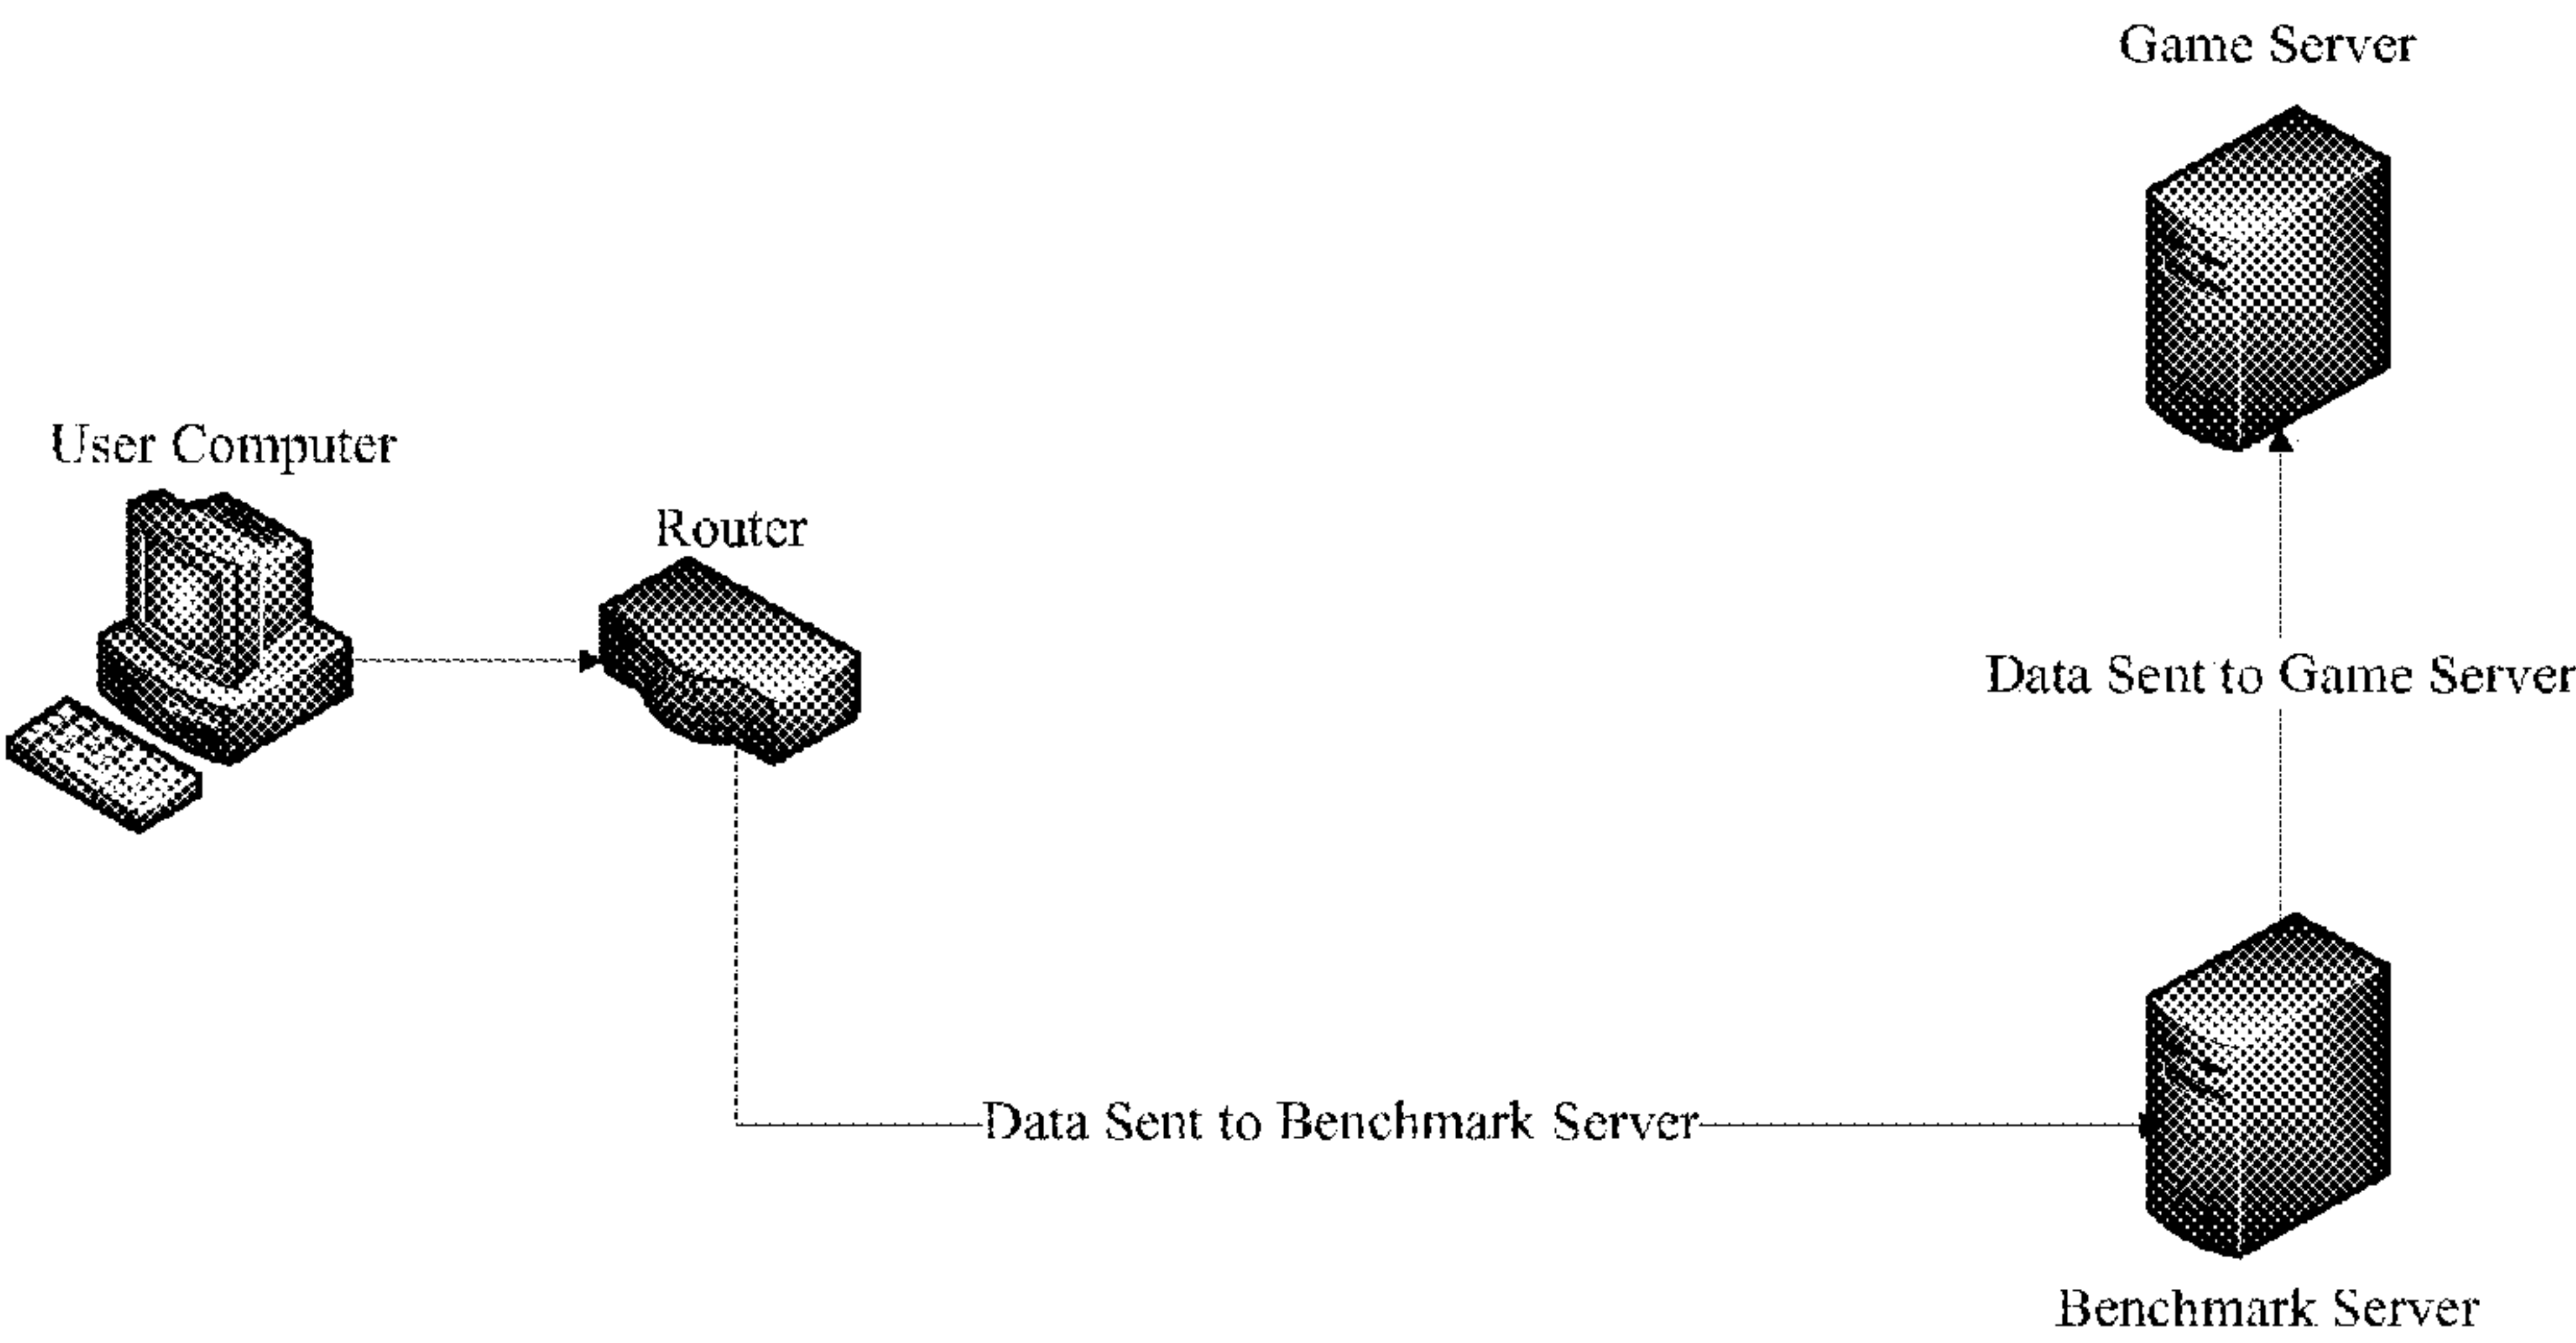 Game Server
User Computer
Router
Data Sent to Game Server
Data Sent to Benchmark Server
Benchmark Server